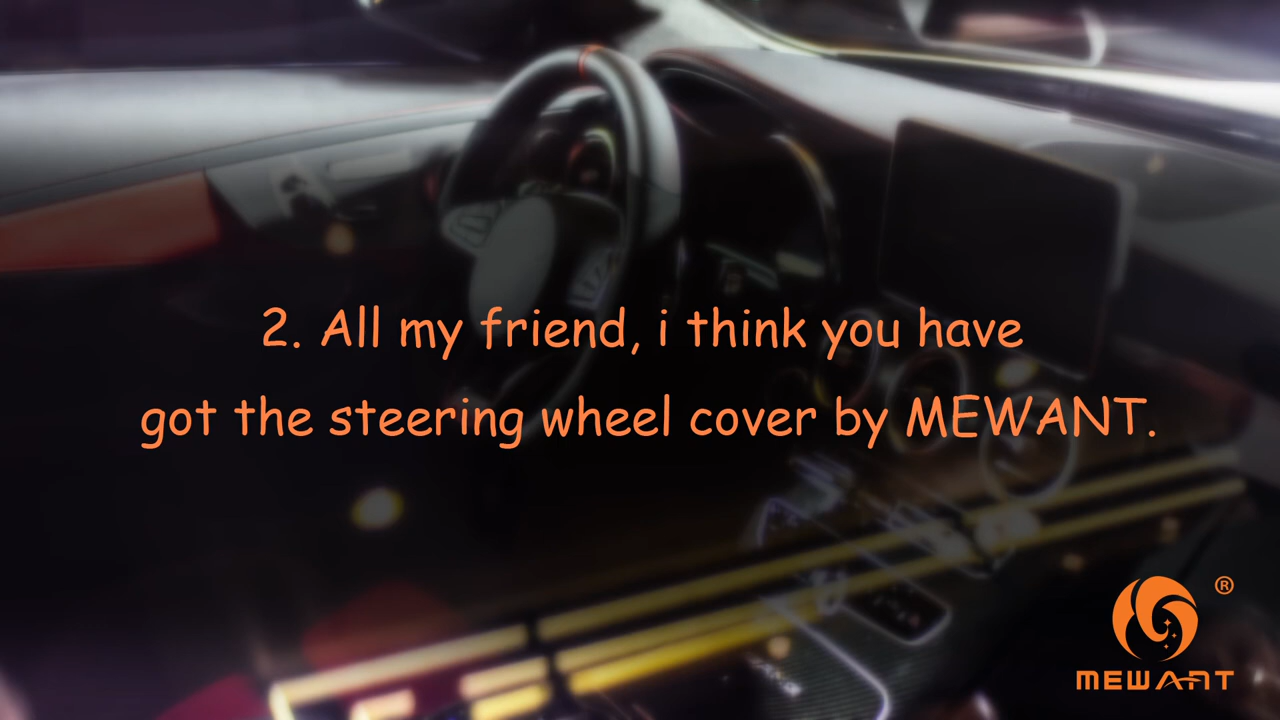 2. All my friend, i think you have
got the steering wheel cover by MEWANT.
®
MEWANT